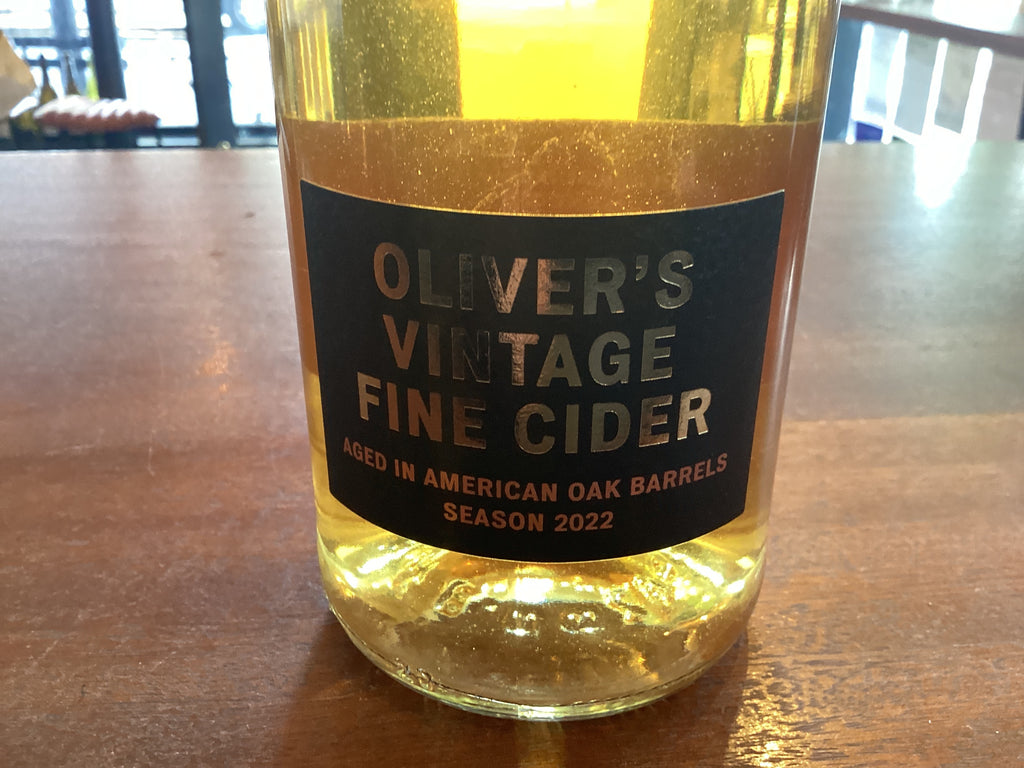 OLIVER'S
VINTAGE
FINE CIDER
AGED IN AMERICAN OAK BARRELS
SEASON 2022